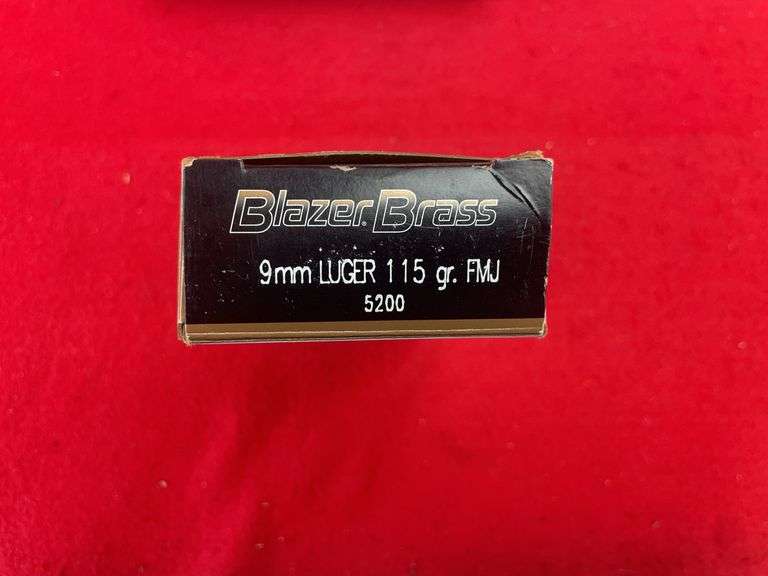 Blazer® Brass
9mm LUGER 115 gr. FMJ
5200